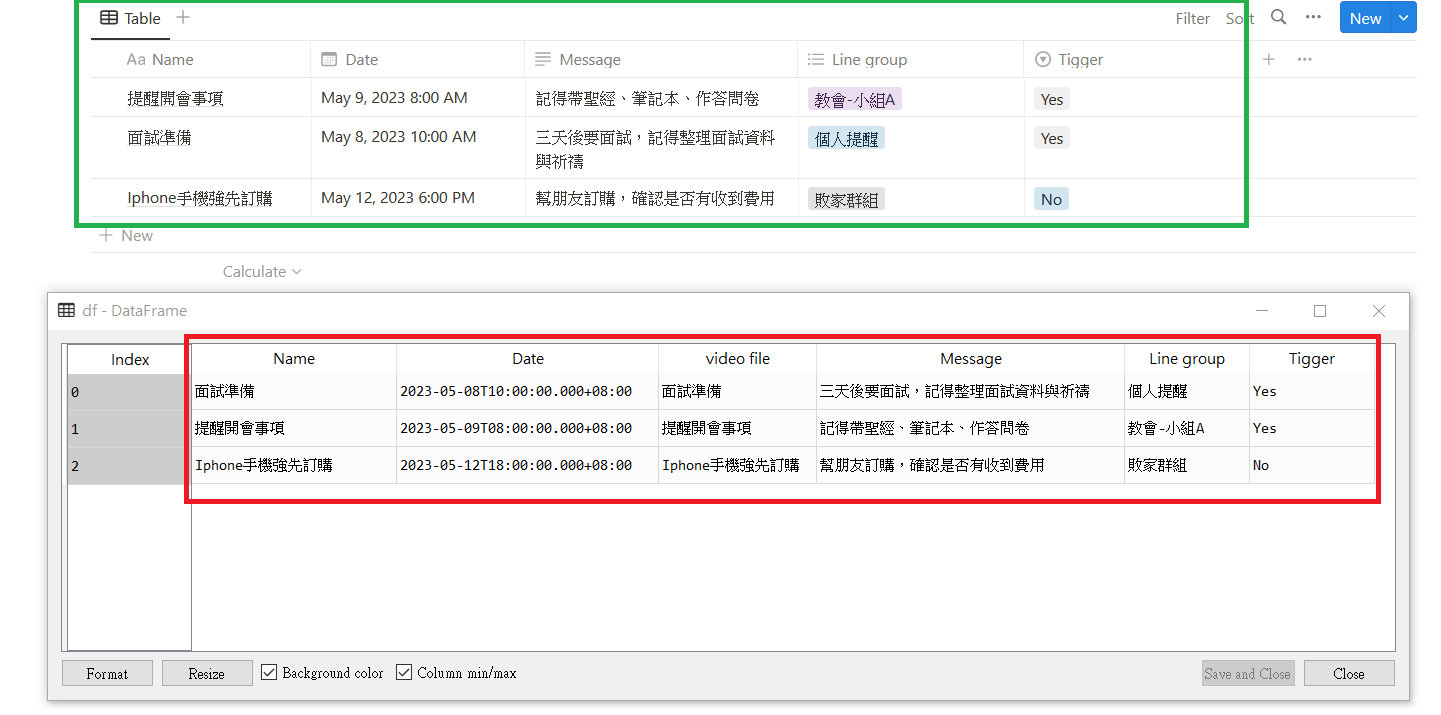 Table
Filter Sort New
Aa Name Date Message Line group Tigger
提醒開會事項 May 9, 2023 8:00 AM 記得帶聖經、筆記本、作答問卷 教會-小組A Yes
面試準備 May 8, 2023 10:00 AM 三天後要面試，記得整理面試資料 個人提醒 Yes
與祈禱
Iphone手機強先訂購 May 12, 2023 6:00 PM 幫朋友訂購，確認是否有收到費用 敗家群組 No
New
Calculate
df - DataFrame
Index Name Date video file Message Line group Tigger
0 面試準備 2023-05-08T10:00:00.000+08:00 面試準備 三天後要面試，記得整理面試資料與祈禱 個人提醒 Yes
1 提醒開會事項 2023-05-09T08:00:00.000+08:00 提醒開會事項 記得帶聖經、筆記本、作答問卷 教會-小組A Yes
2 Iphone手機強先訂購 2023-05-12T18:00:00.000+08:00 Iphone手機強先訂購 幫朋友訂購，確認是否有收到費用 敗家群組 No
Format Resize Background color Column min/max Save and Close Close